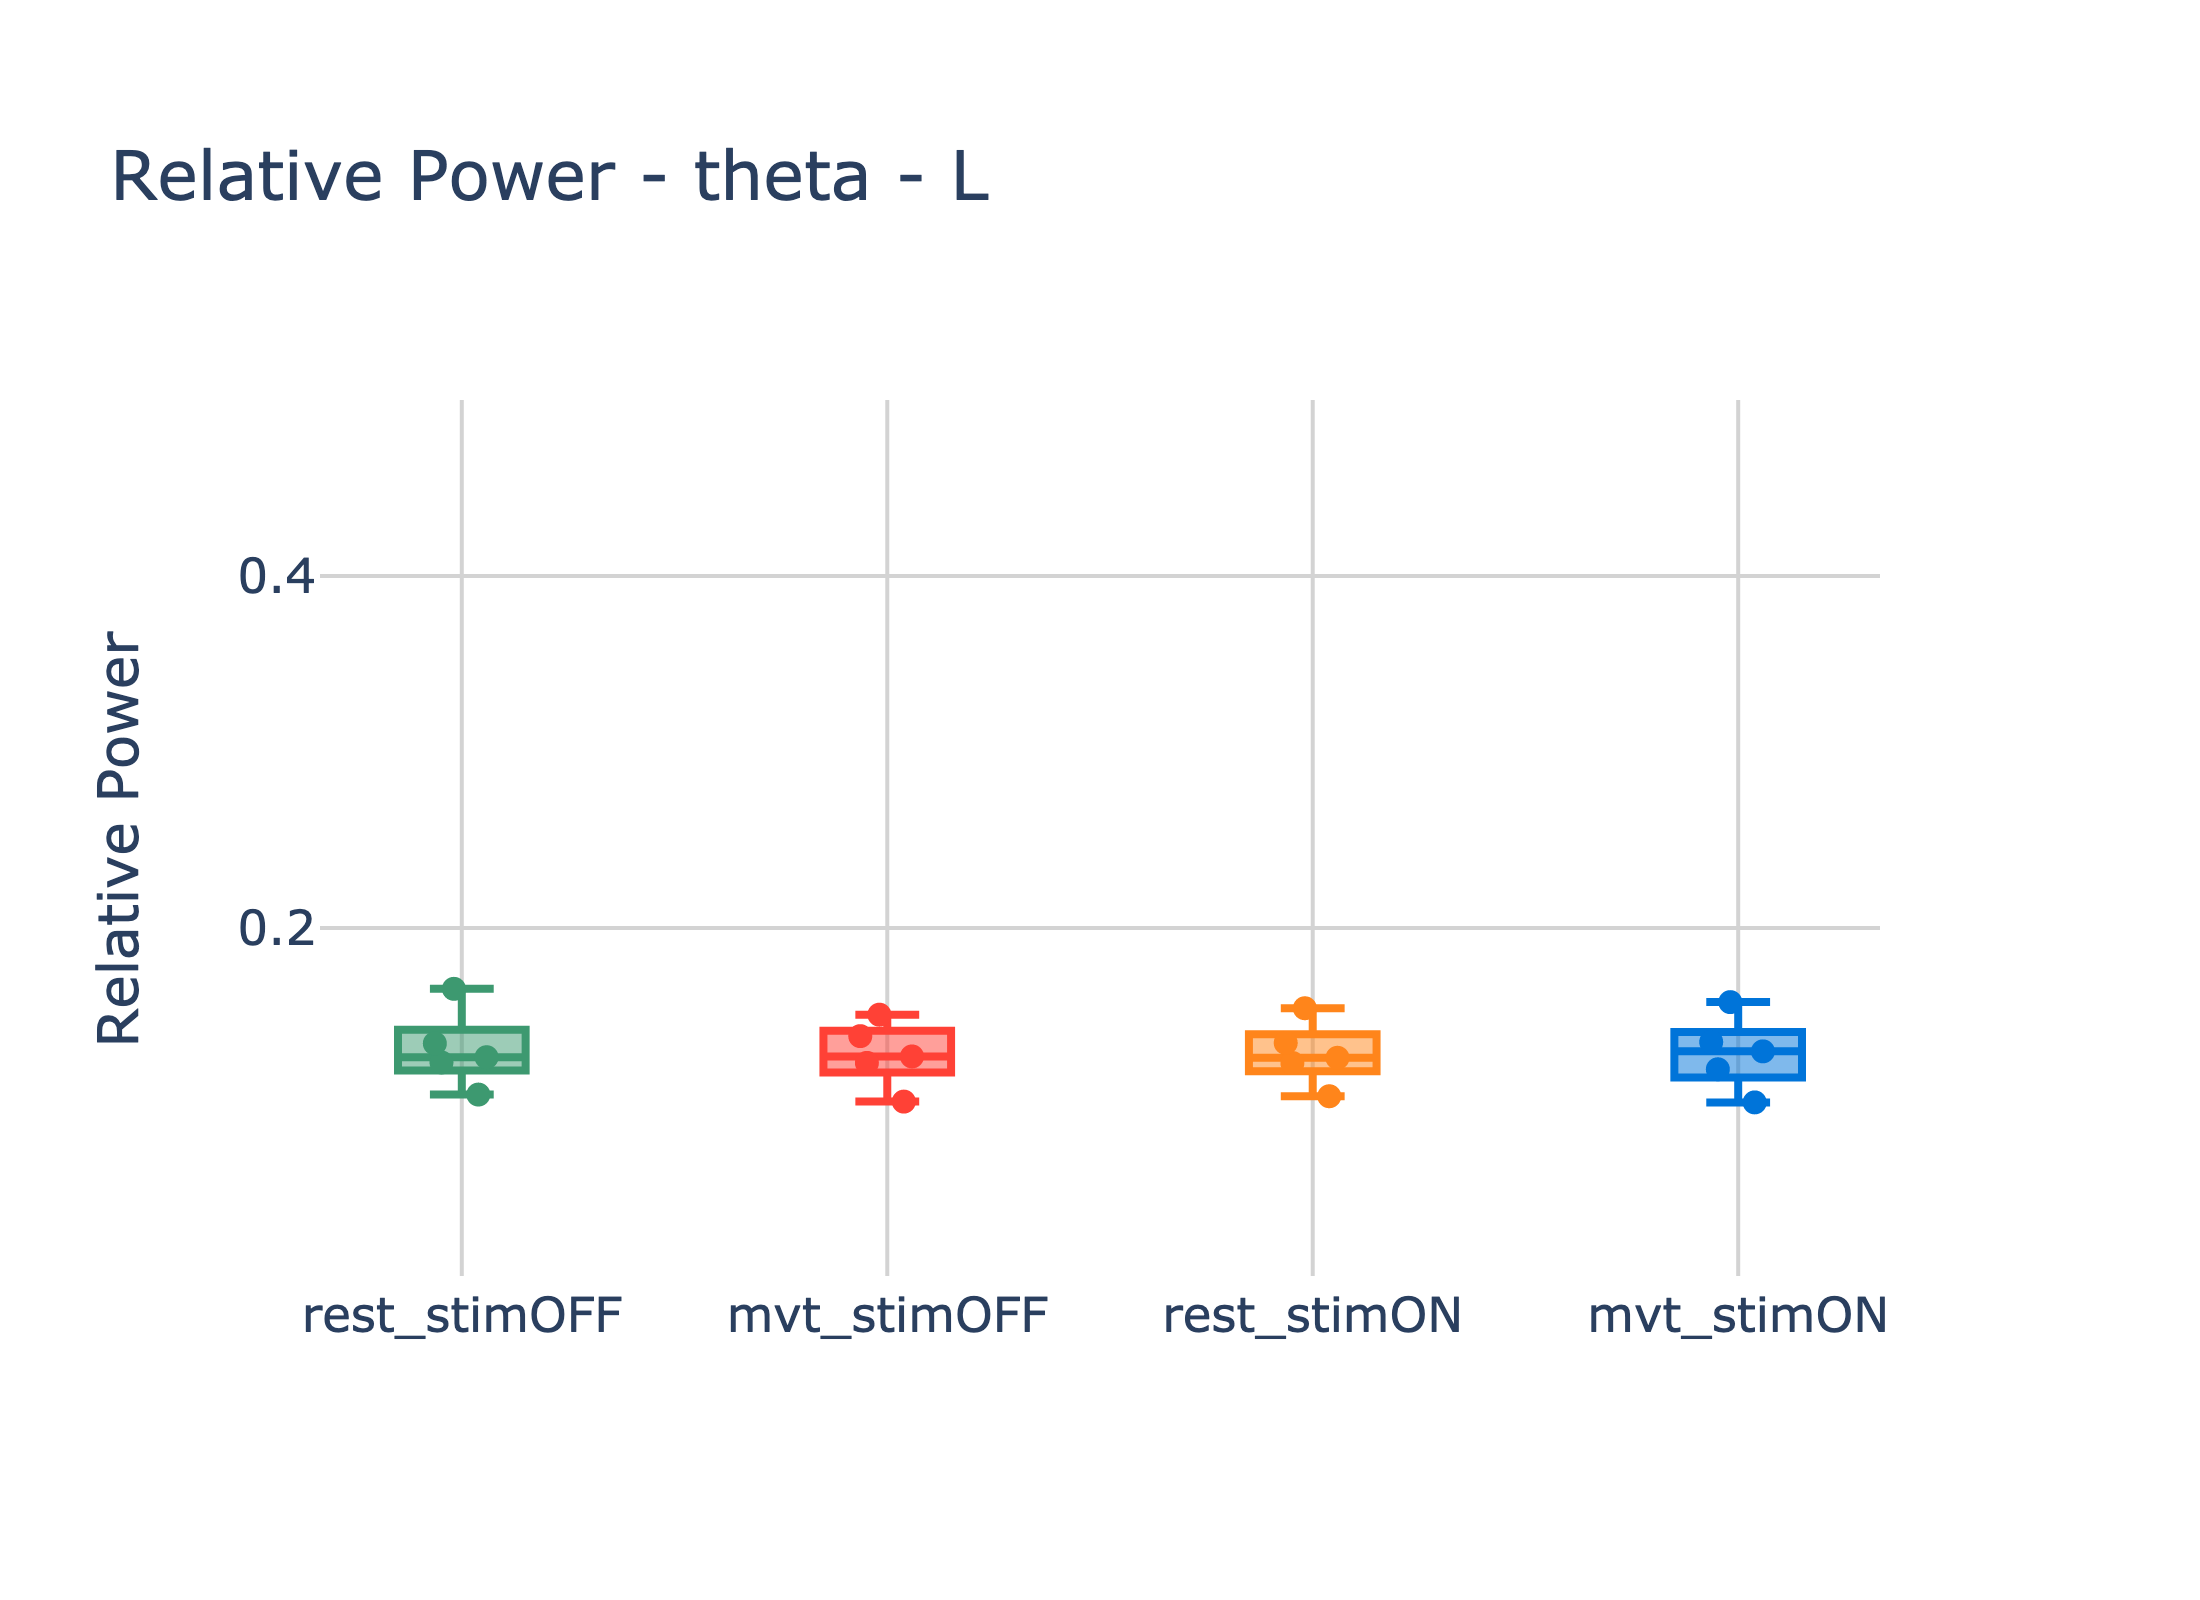 Relative Power - theta - L
Relative Power
0.4
0.2
rest_stimOFF
mvt_stimOFF
rest_stimON
mvt_stimON